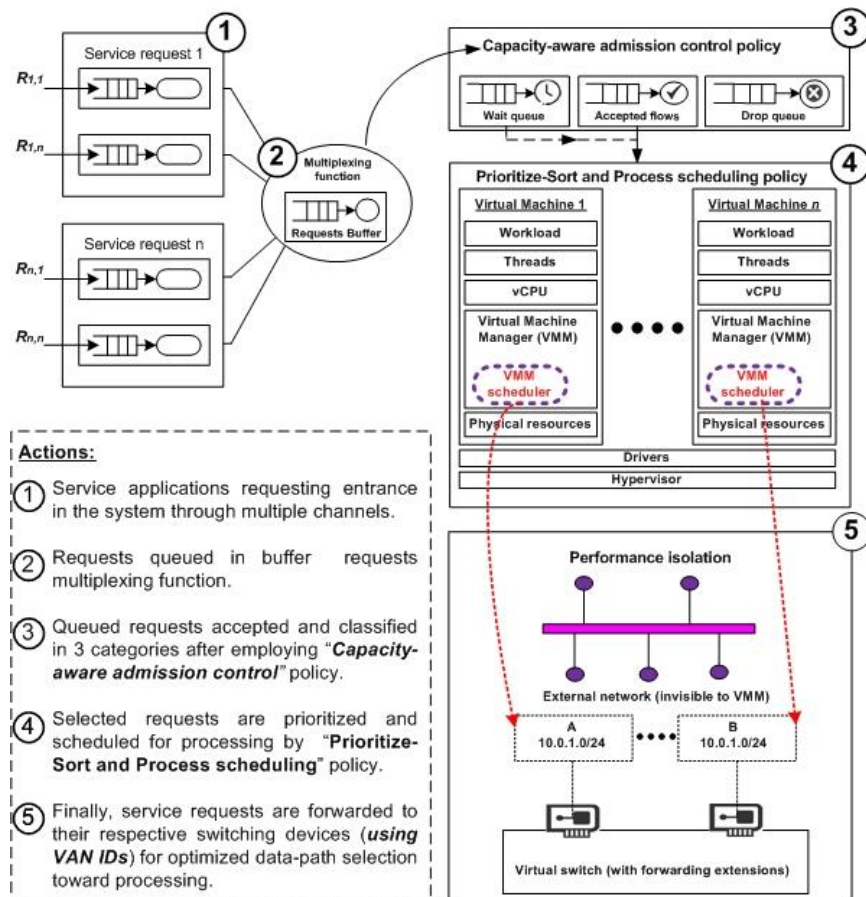 1
Service request 1
R1,1
R1,n
Service request n
Rn,1
Rn,n
2
Multiplexing
function
Requests Buffer
3
Capacity-aware admission control policy
Wait queue
Accepted flows
Drop queue
4
Prioritize-Sort and Process scheduling policy
Virtual Machine 1
Workload
Threads
vCPU
Virtual Machine
Manager (VMM)
VMM
scheduler
Physical resources
Virtual Machine n
Workload
Threads
vCPU
Virtual Machine
Manager (VMM)
VMM
scheduler
Physical resources
Drivers
Hypervisor
Actions:
1 Service applications requesting entrance
in the system through multiple channels.
2 Requests queued in buffer requests
multiplexing function.
3 Queued requests accepted and classified
in 3 categories after employing “Capacity-
aware admission control” policy.
4 Selected requests are prioritized and
scheduled for processing by “Prioritize-
Sort and Process scheduling” policy.
5 Finally, service requests are forwarded to
their respective switching devices (using
VAN IDs) for optimized data-path selection
toward processing.
5
Performance isolation
External network (invisible to VMM)
A
10.0.1.0/24
B
10.0.1.0/24
Virtual switch (with forwarding extensions)